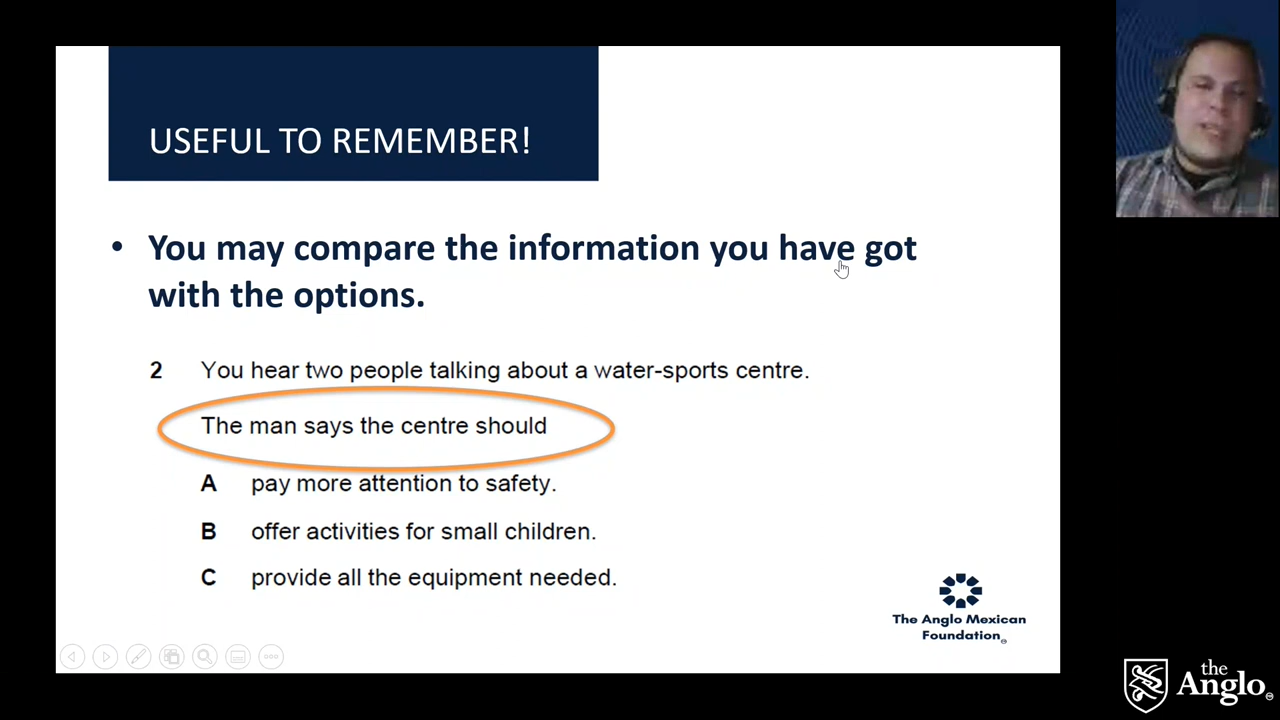 USEFUL TO REMEMBER!
• You may compare the information you have got
with the options.
2 You hear two people talking about a water-sports centre.
The man says the centre should
A pay more attention to safety.
B offer activities for small children.
C provide all the equipment needed.
The Anglo Mexican
Foundation
the
Anglo